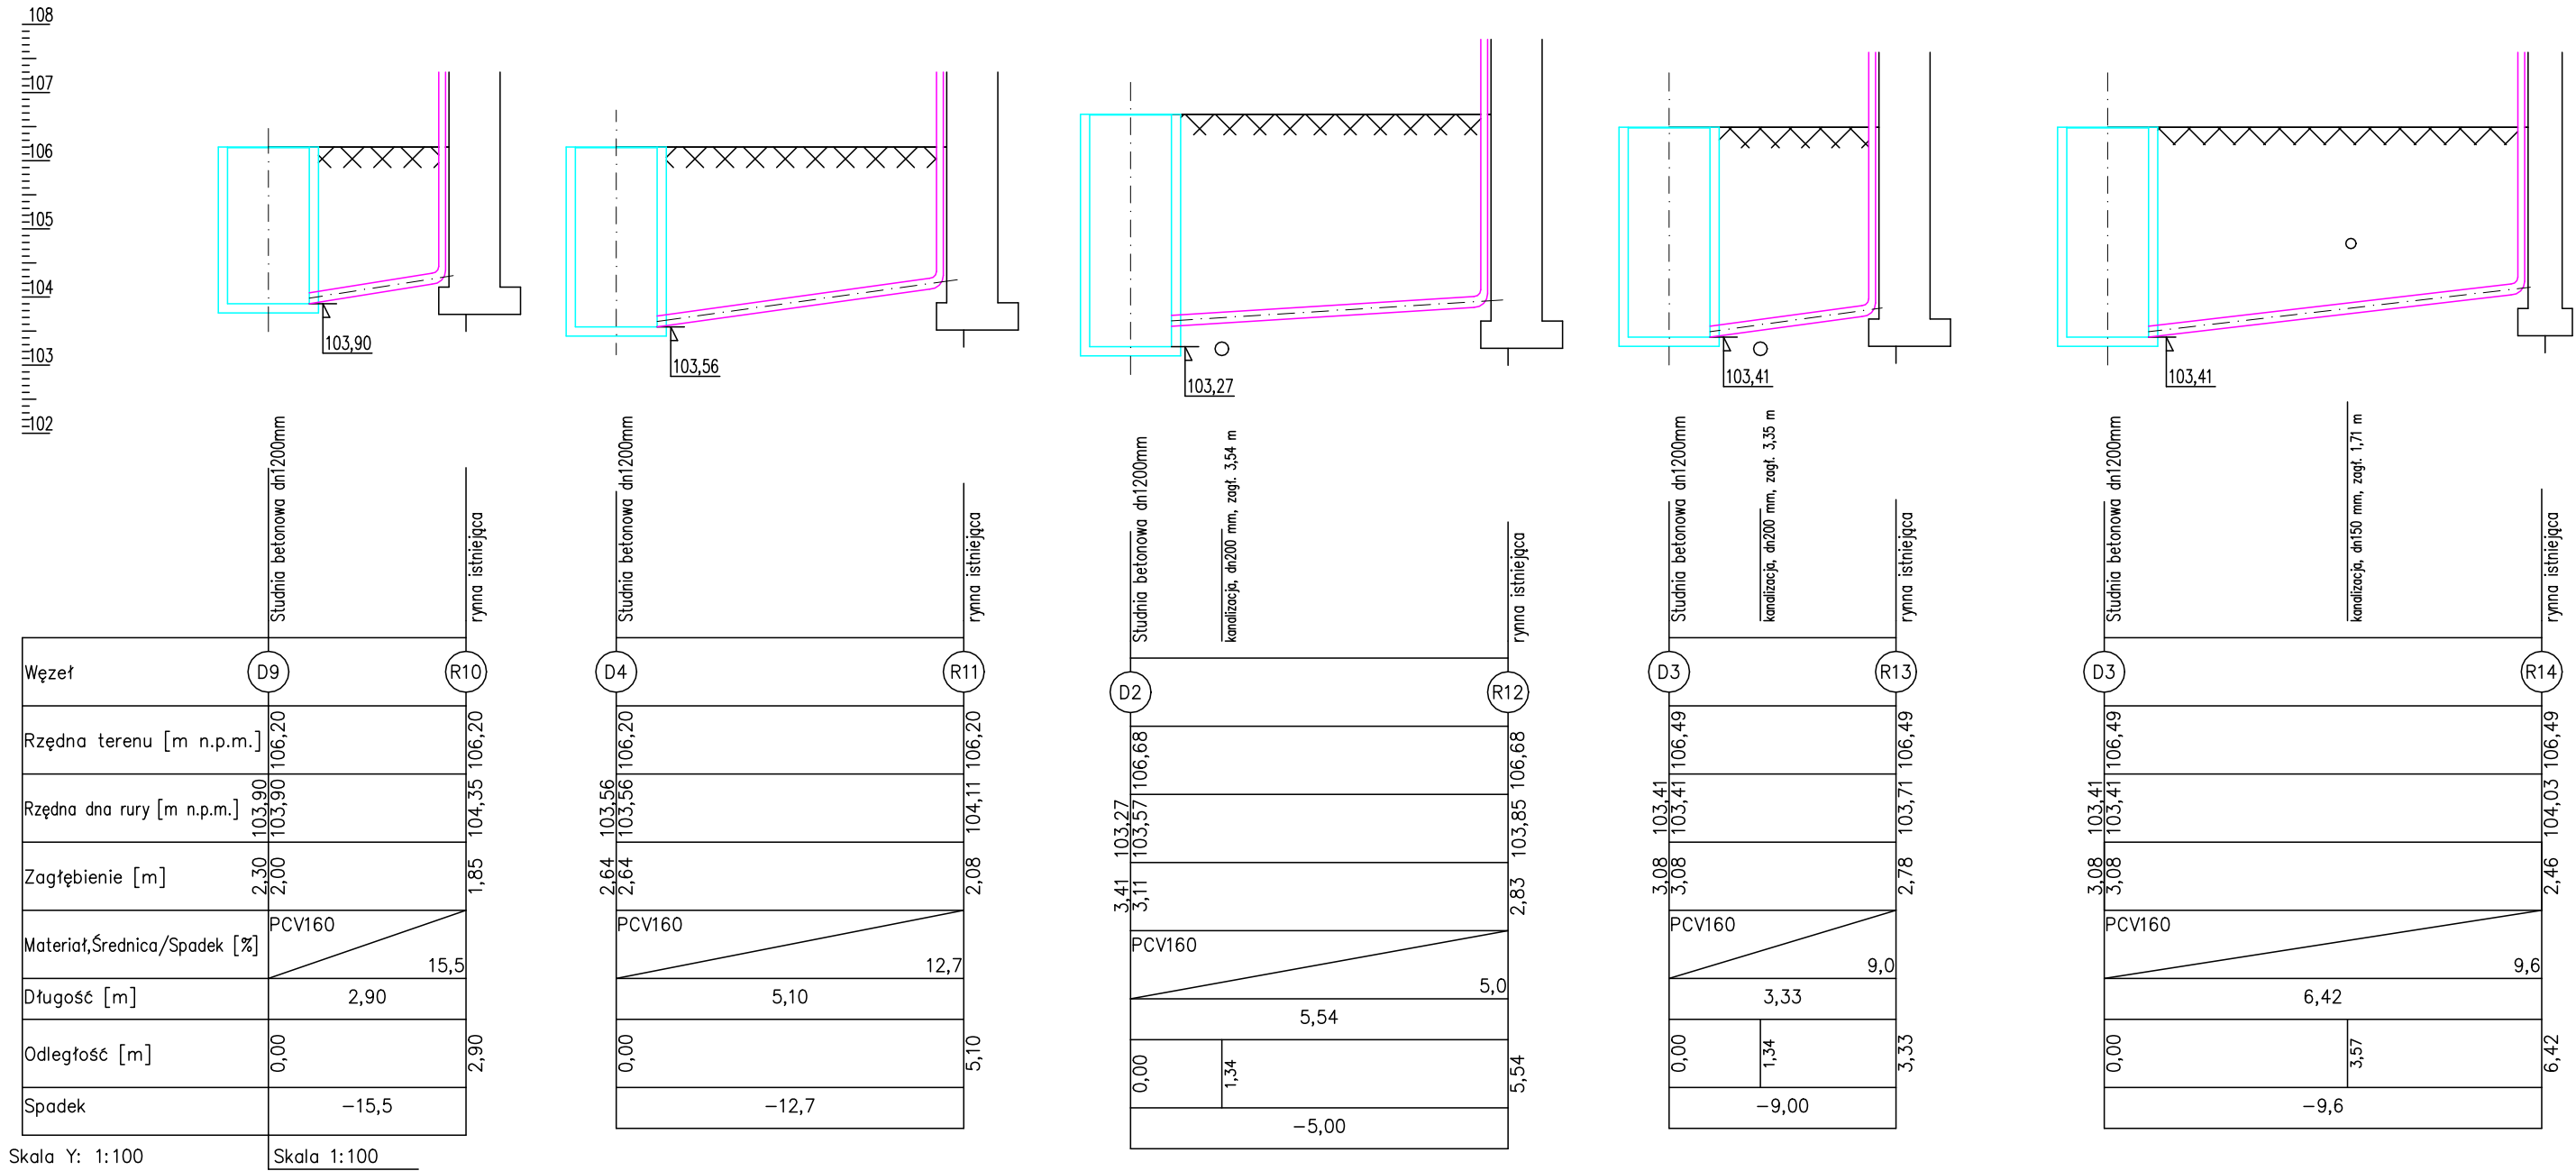 108
107
106
105
104
103
102
103,90
103,56
103,27
103,41
103,41
Studnia betonowa dn1200mm
rynna istniejąca
Studnia betonowa dn1200mm
rynna istniejąca
Studnia betonowa dn1200mm
kanalizacja, dn200 mm, zagł. 3,54 m
rynna istniejąca
Studnia betonowa dn1200mm
kanalizacja, dn200 mm, zagł. 3,35 m
rynna istniejąca
Studnia betonowa dn1200mm
kanalizacja, dn150 mm, zagł. 1,71 m
rynna istniejąca
Węzeł D9 R10 D4 R11 D2 R12 D3 R13 D3 R14
Rzędna terenu [m n.p.m.] 106,20 106,20 106,20 106,20 106,68 106,68 106,49 106,49 106,49 106,49
Rzędna dna rury [m n.p.m.] 103,90 103,90 104,35 103,56 103,56 104,11 103,27 103,57 103,85 103,41 103,41 103,71 103,41 103,41 104,03
Zagłębienie [m] 2,30 2,00 1,85 2,64 2,64 2,08 3,41 3,11 2,83 3,08 3,08 2,78 3,08 3,08 2,46
Materiał,Średnica/Spadek [%] PCV160 15,5 PCV160 12,7 PCV160 5,0 PCV160 9,0 PCV160 9,6
Długość [m] 2,90 5,10 5,54 3,33 6,42
Odległość [m] 0,00 2,90 0,00 5,10 0,00 1,34 5,54 0,00 1,34 3,33 0,00 3,57 6,42
Spadek -15,5 -12,7 -5,00 -9,00 -9,6
Skala Y: 1:100 Skala 1:100